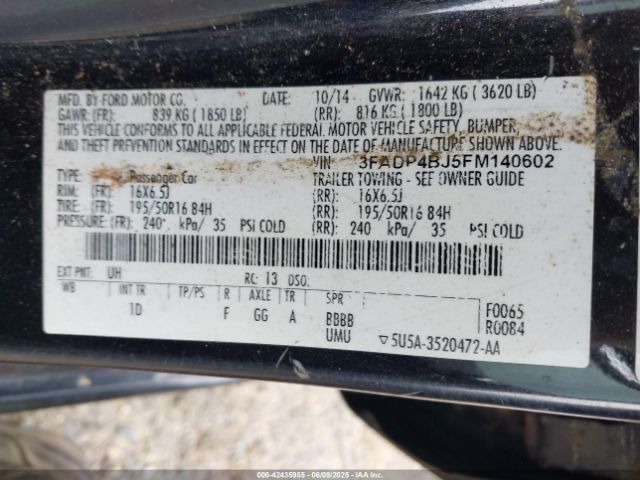 MFD. BY FORD MOTOR CO. DATE: 10/14 GVWR: 1642 KG ( 3620 LB)
GAWR: (FR): 839 KG ( 1850 LB) (RR): 816 KG ( 1800 LB)
THIS VEHICLE CONFORMS TO ALL APPLICABLE FEDERAL MOTOR VEHICLE SAFETY, BUMPER,
AND THEFT PREVENTION STANDARDS IN EFFECT ON THE DATE OF MANUFACTURE SHOWN ABOVE.
VIN: 3FADP4BJ5FM140602
TYPE: Passenger Car TRAILER TOWING - SEE OWNER GUIDE
RIM: (FR): 16X6.5J (RR): 16X6.5J
TIRE: (FR): 195/50R16 84H (RR): 195/50R16 84H
PRESSURE: (FR): 240 kPa/ 35 PSI COLD (RR): 240 kPa/ 35 PSI COLD
EXT PNT: UH RC: 13 DSO:
WB INT TR TP/PS R AXLE TR SPR
1D F GG A BBBB F0065
UMU R0084
▽5U5A-3520472-AA
000-42435955 06/09/2025 IAAI.COM